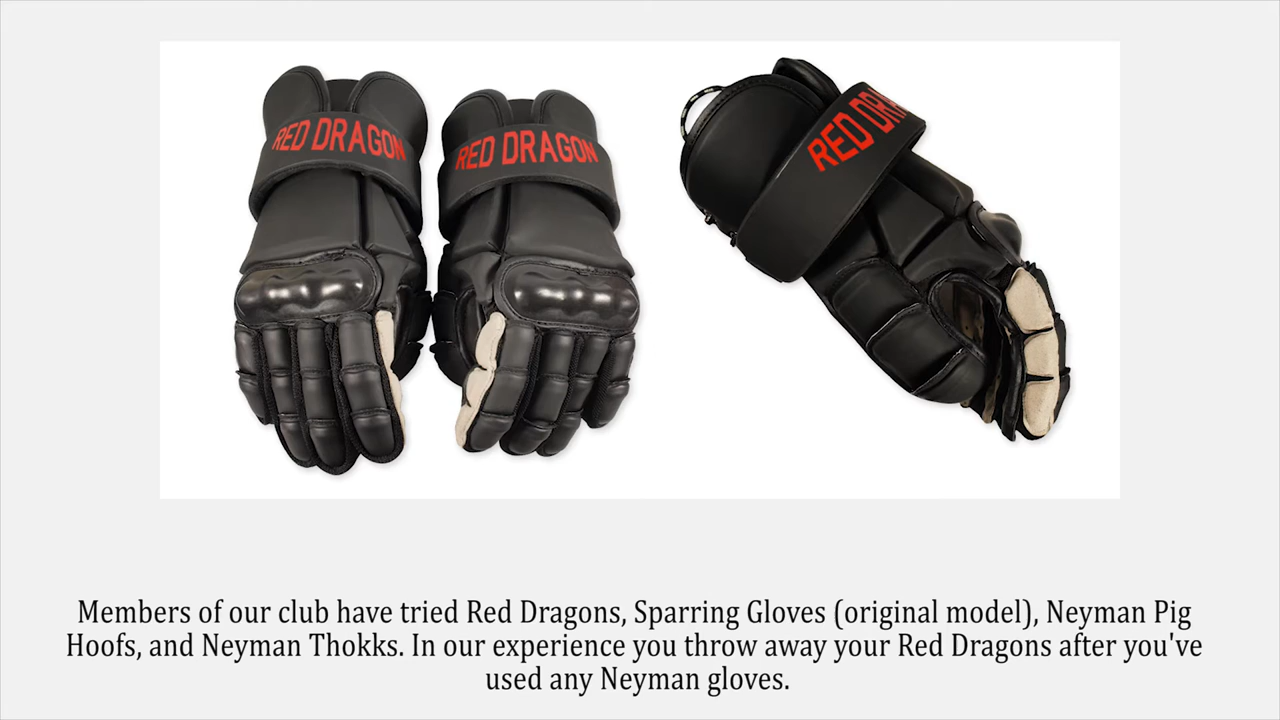 RED DRAGON
RED DRAGON
RED DRA
Members of our club have tried Red Dragons, Sparring Gloves (original model), Neyman Pig
Hoofs, and Neyman Thokks. In our experience you throw away your Red Dragons after you've
used any Neyman gloves.